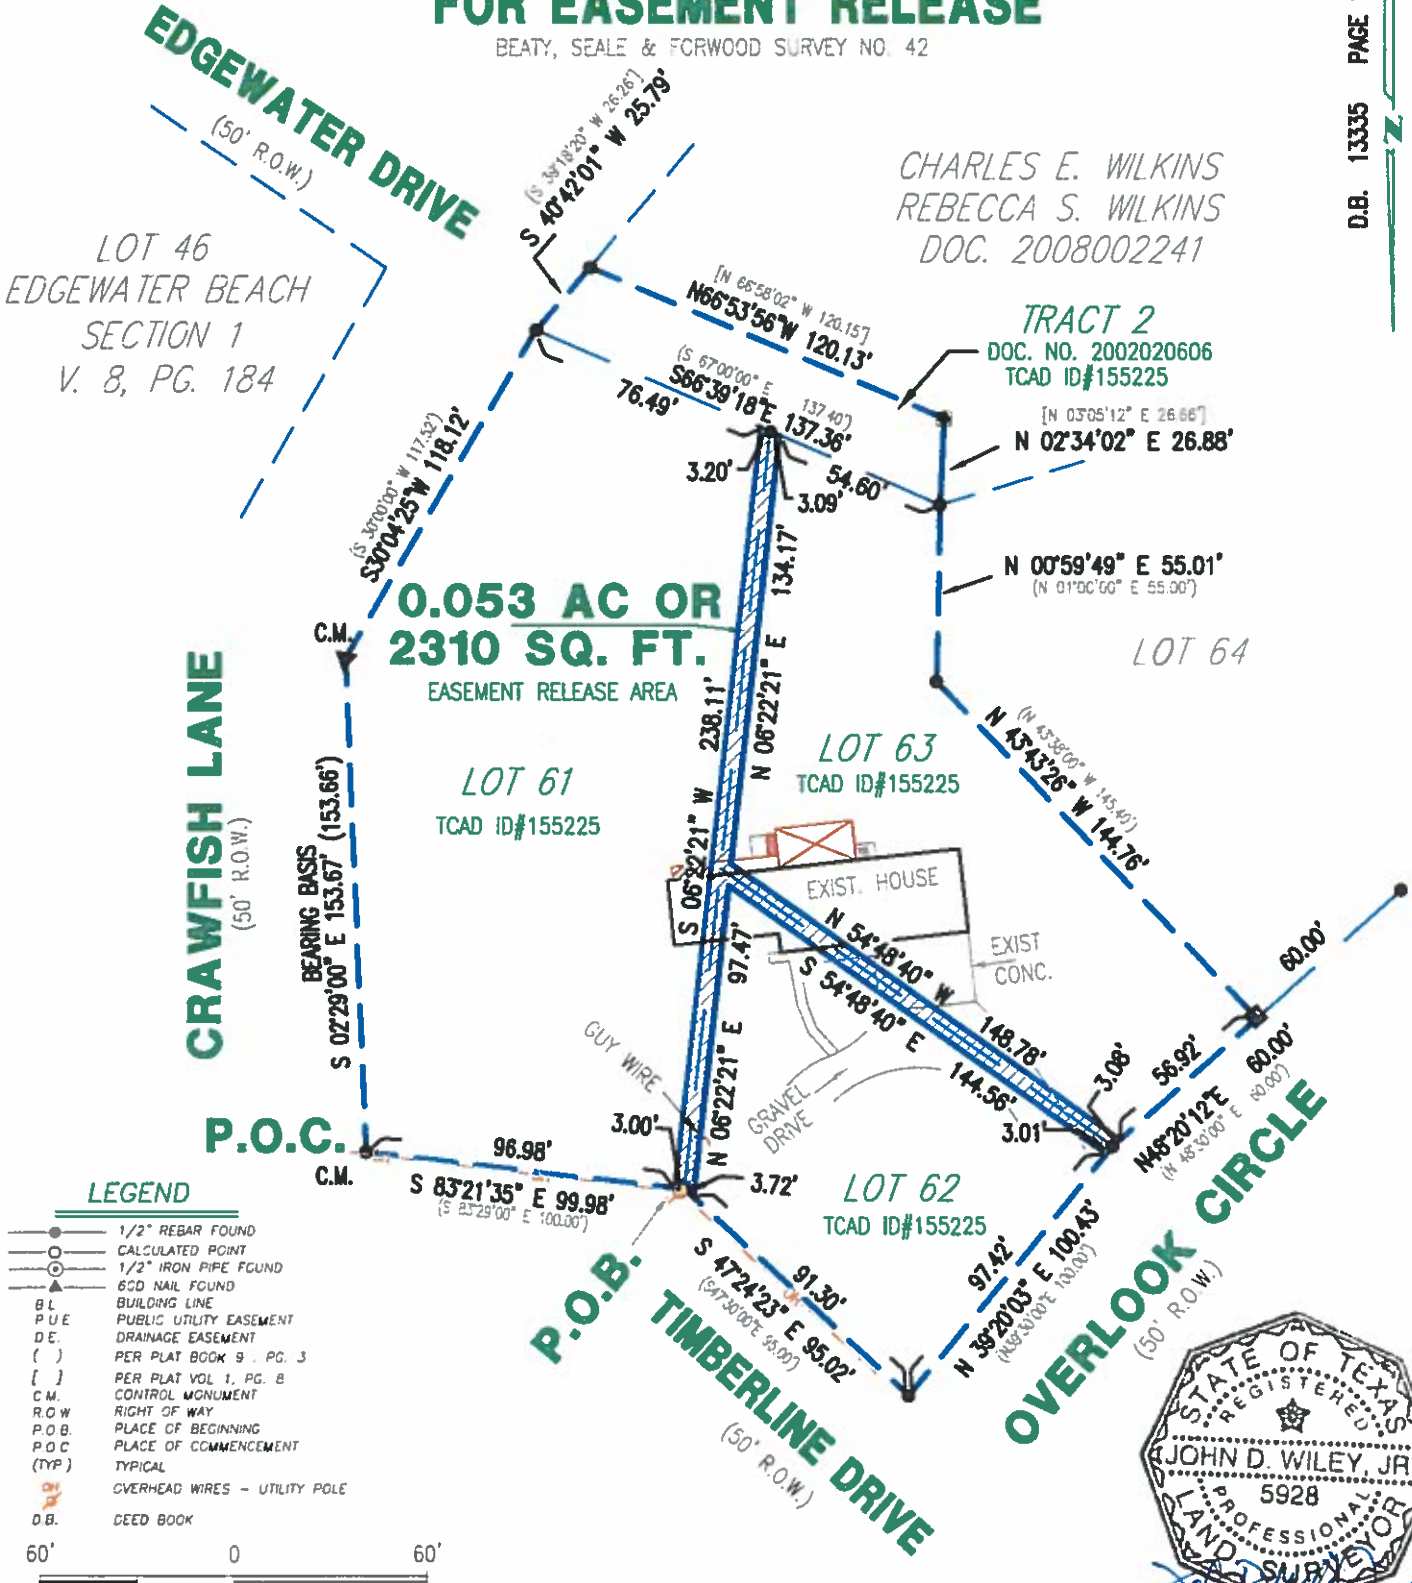 FOR EASEMENT RELEASE
BEATY, SEALE & FORWOOD SURVEY NO. 42
D.B. 13335 PAGE
N
EDGEWATER DRIVE
(50' R.O.W.)
(S 39°18'20" W 26.26']
S 40°42'01" W 25.79'
CHARLES E. WILKINS
REBECCA S. WILKINS
DOC. 2008002241
LOT 46
EDGEWATER BEACH
SECTION 1
V. 8, PG. 184
[N 66°58'02" W 120.15']
N66°53'56"W 120.13'
TRACT 2
DOC. NO. 2002020606
TCAD ID#155225
[N 03°05'12" E 26.66']
N 02°34'02" E 26.88'
(S 67°00'00" E 137.40')
S66°39'18"E 137.36'
76.49'
54.60'
3.20'
3.09'
(S 30°00'00" W 117.52')
S30°04'25"W 118.12'
134.17'
N 06°22'21" E
N 00°59'49" E 55.01'
(N 01°00'00" E 55.00')
0.053 AC OR
2310 SQ. FT.
EASEMENT RELEASE AREA
C.M.
LOT 64
CRAWFISH LANE
(50' R.O.W.)
238.11'
S 06°22'21" W
LOT 63
TCAD ID#155225
LOT 61
TCAD ID#155225
(N 43°38'00" W 145.40')
N 43°43'26" W 144.76'
BEARING BASIS
S 02°29'00" E 153.67' (153.66')
EXIST. HOUSE
EXIST
CONC.
97.47'
N 06°22'21" E
N 54°48'40" W
148.78'
S 54°48'40" E
144.56'
60.00'
GUY WIRE
GRAVEL
DRIVE
3.08'
3.01'
56.92'
60.00'
N48°20'12"E
(N 48°30'00" E 60.00')
P.O.C.
C.M.
96.98'
S 83°21'35" E 99.98'
(S 83°29'00" E 100.00')
3.00'
3.72'
LOT 62
TCAD ID#155225
P.O.B.
S 47°24'23" E 95.02'
(S47°30'00"E 95.00')
91.30'
OH
97.42'
N 39°20'03" E 100.43'
(N39°30'00"E 100.00')
TIMBERLINE DRIVE
(50' R.O.W.)
OVERLOOK CIRCLE
(50' R.O.W.)
LEGEND
1/2" REBAR FOUND
CALCULATED POINT
1/2" IRON PIPE FOUND
60D NAIL FOUND
B L BUILDING LINE
P U E PUBLIC UTILITY EASEMENT
D E. DRAINAGE EASEMENT
( ) PER PLAT BOOK 9 . PG. 3
[ ] PER PLAT VOL 1, PG. 8
C M. CONTROL MONUMENT
R.O W RIGHT OF WAY
P.O.B. PLACE OF BEGINNING
P O C PLACE OF COMMENCEMENT
(TYP) TYPICAL
OH OVERHEAD WIRES - UTILITY POLE
D.B. DEED BOOK
60' 0 60'
STATE OF TEXAS
REGISTERED
JOHN D. WILEY, JR
5928
PROFESSIONAL
LAND SURVEYOR